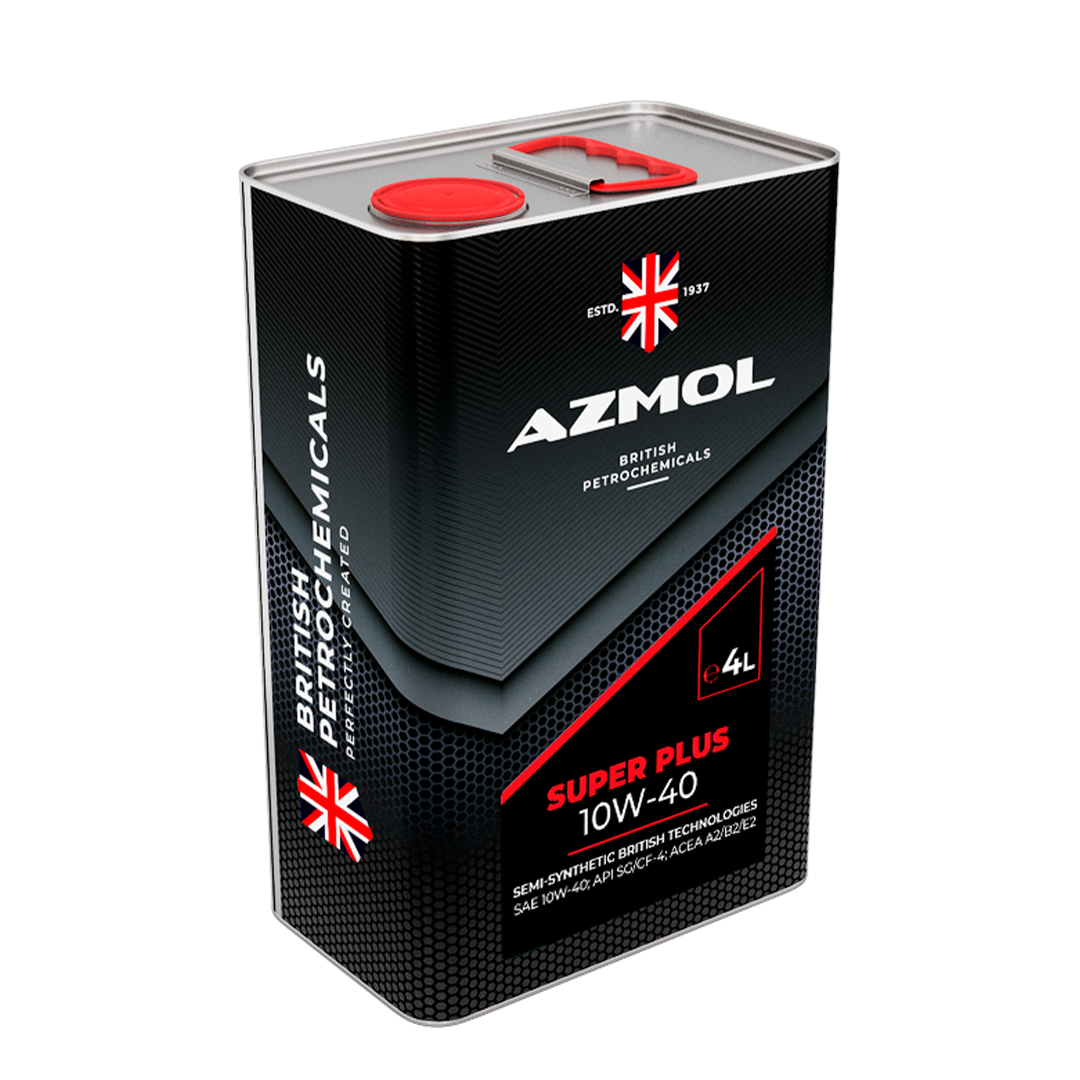 ESTD. 1937
AZMOL
BRITISH
PETROCHEMICALS
e 4L
SUPER PLUS
10W-40
SEMI-SYNTHETIC BRITISH TECHNOLOGIES
SAE 10W-40; API SG/CF-4; ACEA A2/B2/E2
BRITISH
PETROCHEMICALS
PERFECTLY CREATED